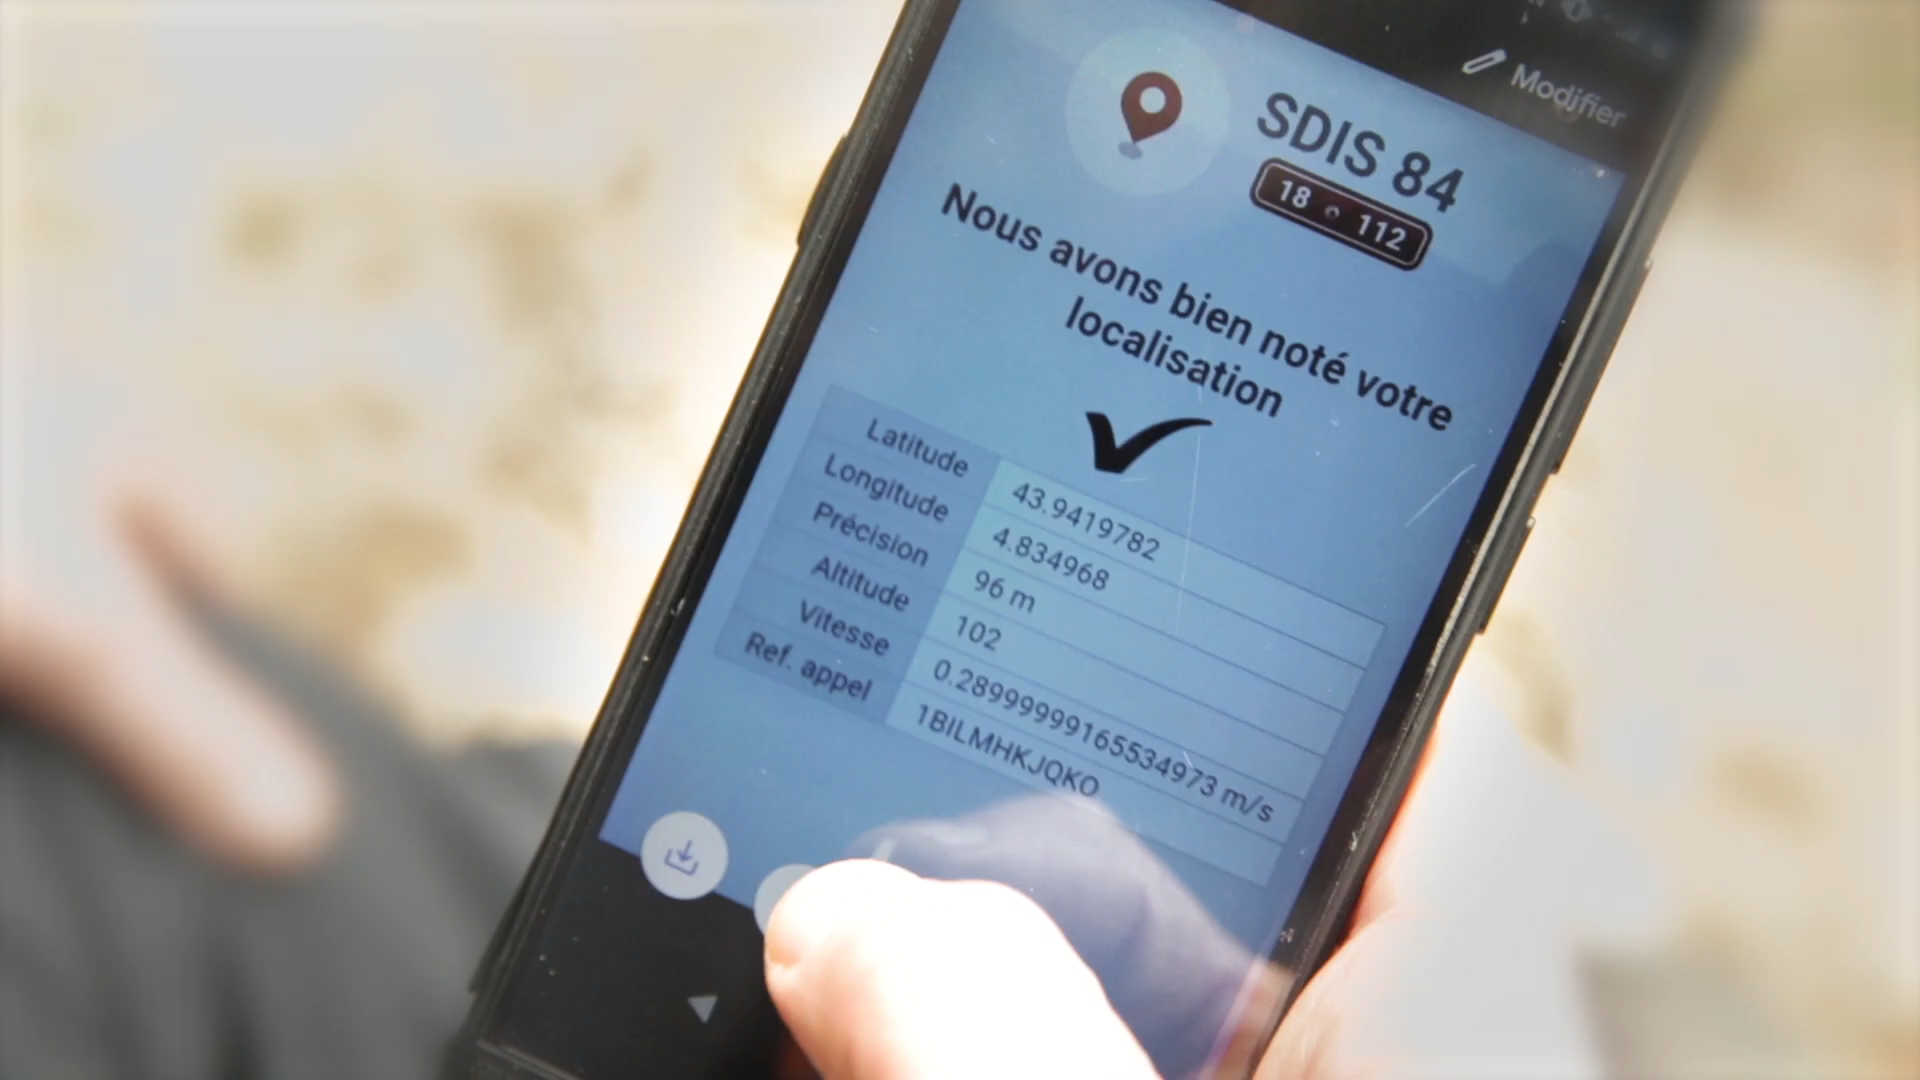 Modifier
SDIS 84
18 112
Nous avons bien noté votre
localisation
Latitude 43.9419782
Longitude 4.834968
Précision 96 m
Altitude 102
Vitesse 0.28999999165534973 m/s
Ref. appel 1BILMHKJQKO